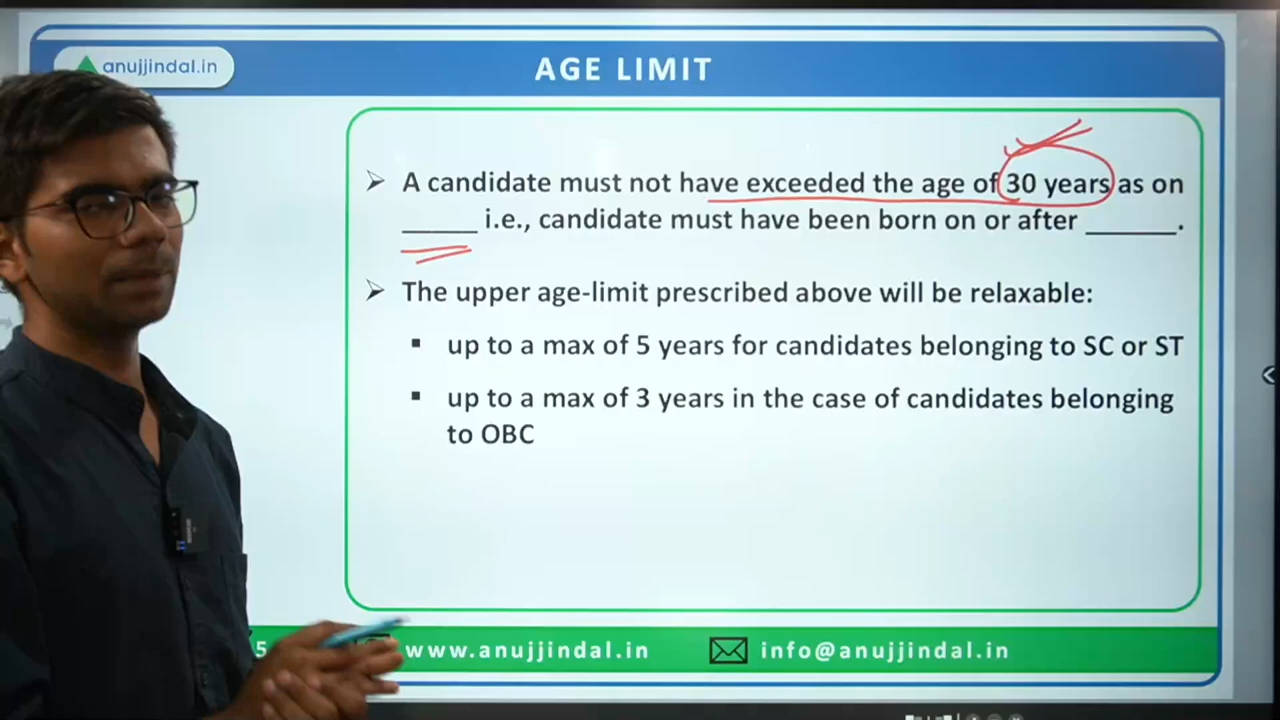 anujjindal.in
AGE LIMIT
➢ A candidate must not have exceeded the age of 30 years as on
_____ i.e., candidate must have been born on or after ______.
➢ The upper age-limit prescribed above will be relaxable:
▪ up to a max of 5 years for candidates belonging to SC or ST
▪ up to a max of 3 years in the case of candidates belonging
to OBC
5
www.anujjindal.in
info@anujjindal.in